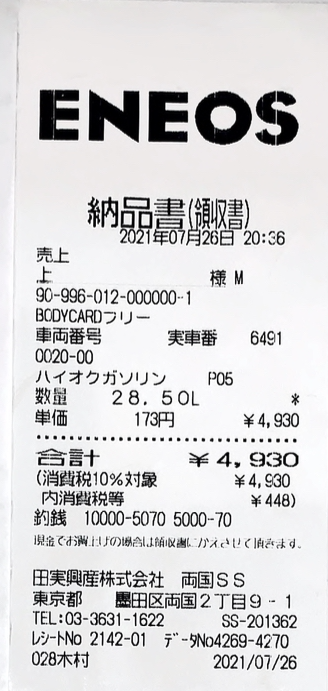 ENEOS
納品書(領収書)
2021年07月26日 20:36
売上
上 様 M
90-996-012-000000-1
BODYCARDフリー
車両番号 実車番 6491
0020-00
ハイオクガソリン P05
数量 28.50L *
単価 173円 ¥4,930
合計 ¥4,930
(消費税10%対象 ¥4,930
内消費税等 ¥448)
釣銭 10000-5070 5000-70
現金でお買上げの場合は領収書にかえさせて頂きます。
田実興産株式会社 両国SS
東京都 墨田区両国2丁目9-1
TEL:03-3631-1622 SS-201362
レシートNo 2142-01 データNo4269-4270
028木村 2021/07/26